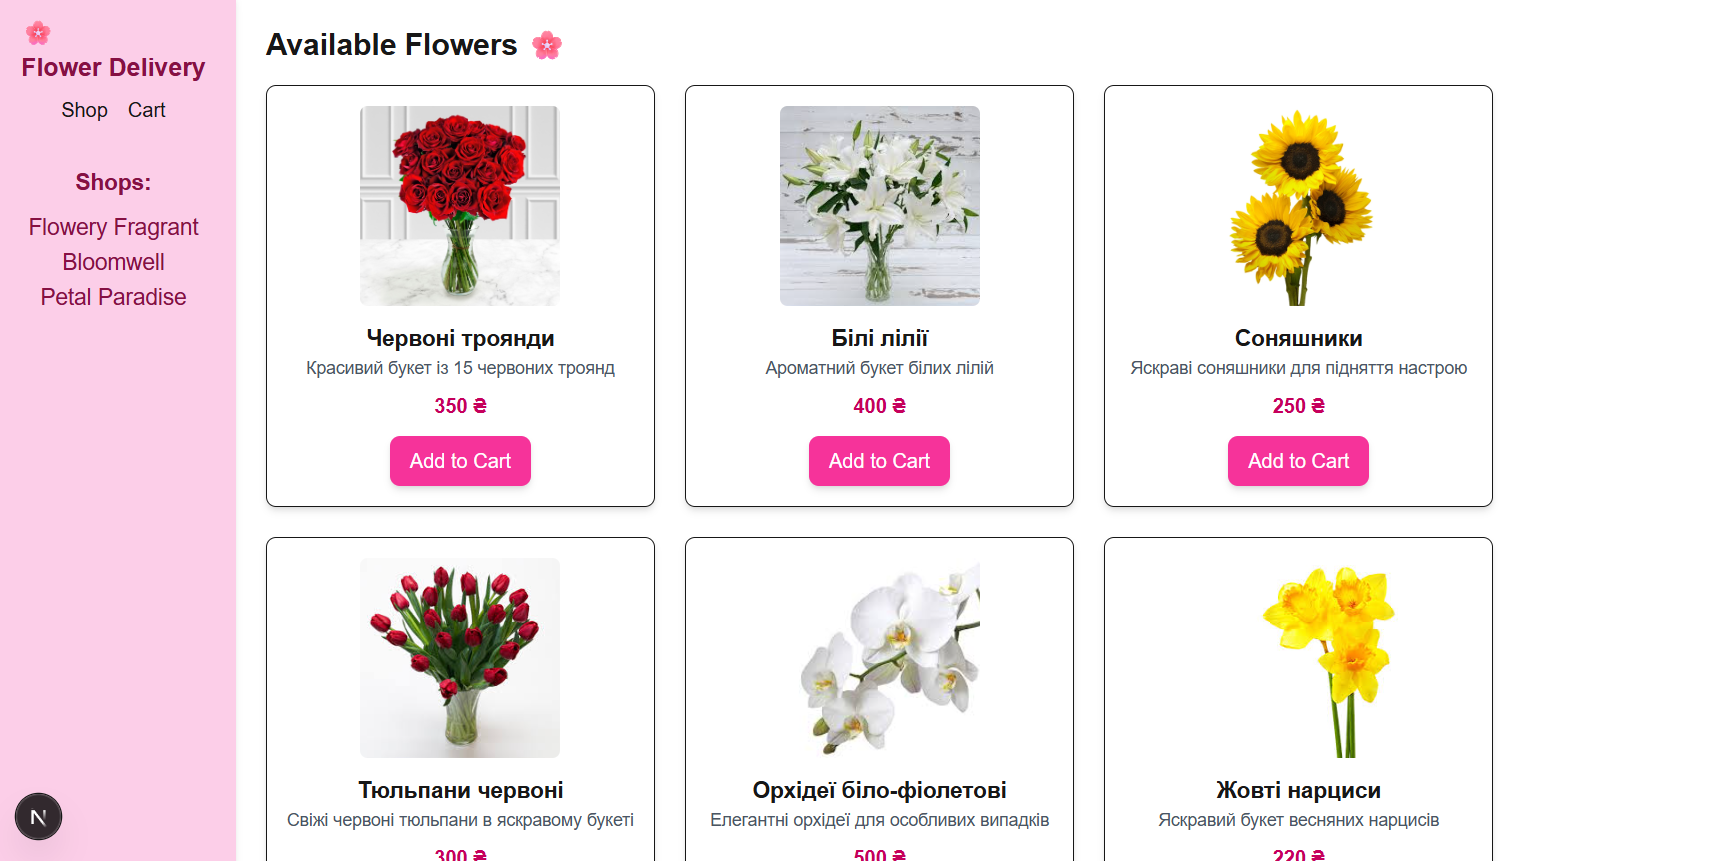 Flower Delivery
Shop Cart
Shops:
Flowery Fragrant
Bloomwell
Petal Paradise
N
Available Flowers
Червоні троянди
Красивий букет із 15 червоних троянд
350 ₴
Add to Cart
Білі лілії
Ароматний букет білих лілій
400 ₴
Add to Cart
Соняшники
Яскраві соняшники для підняття настрою
250 ₴
Add to Cart
Тюльпани червоні
Свіжі червоні тюльпани в яскравому букеті
300 ₴
Орхідеї біло-фіолетові
Елегантні орхідеї для особливих випадків
500 ₴
Жовті нарциси
Яскравий букет весняних нарцисів
220 ₴